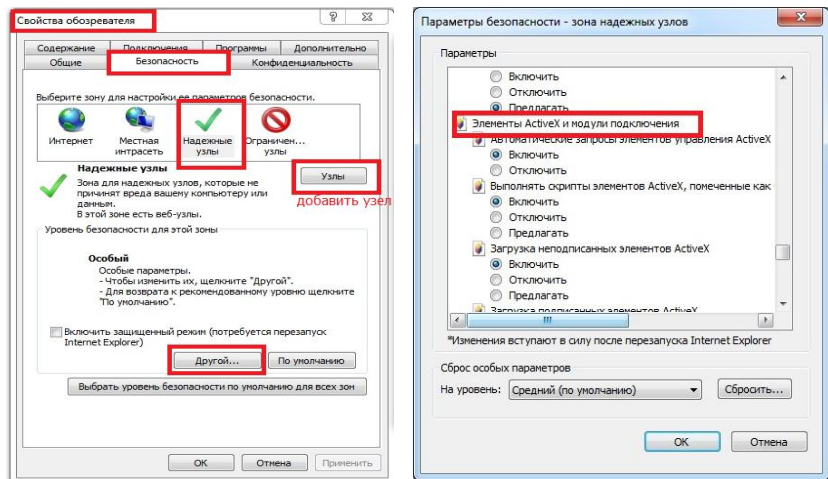 Свойства обозревателя
Содержание
Подключения
Программы
Дополнительно
Общие
Безопасность
Конфиденциальность
Выберите зону для настройки ее параметров безопасности.
Интернет
Местная интрасеть
Надежные узлы
Ограничен... узлы
Надежные узлы
Узлы
добавить узел
Зона для надежных узлов, которые не
причинят вреда вашему компьютеру или
данным.
В этой зоне есть веб-узлы.
Уровень безопасности для этой зоны
Особый
Особые параметры.
- Чтобы изменить их, щелкните "Другой".
- Для возврата к рекомендованному уровню щелкните
"По умолчанию".
Включить защищенный режим (потребуется перезапуск
Internet Explorer)
Другой...
По умолчанию
Выбрать уровень безопасности по умолчанию для всех зон
ОК
Отмена
Применить
Параметры безопасности - зона надежных узлов
Параметры
Включить
Отключить
Предлагать
Элементы ActiveX и модули подключения
Автоматические запросы элементов управления ActiveX
Включить
Отключить
Выполнять скрипты элементов ActiveX, помеченные как
Включить
Отключить
Предлагать
Загрузка неподписанных элементов ActiveX
Включить
Отключить
Предлагать
Загрузка подписанных элементов ActiveX
*Изменения вступают в силу после перезапуска Internet Explorer
Сброс особых параметров
На уровень:
Средний (по умолчанию)
Сбросить...
ОК
Отмена